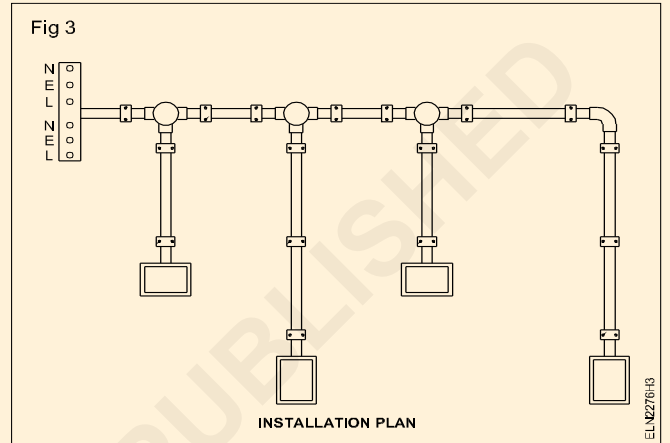 Fig 3
N
E
L
N
E
L
PUBLISHED
INSTALLATION PLAN
ELN2276H3